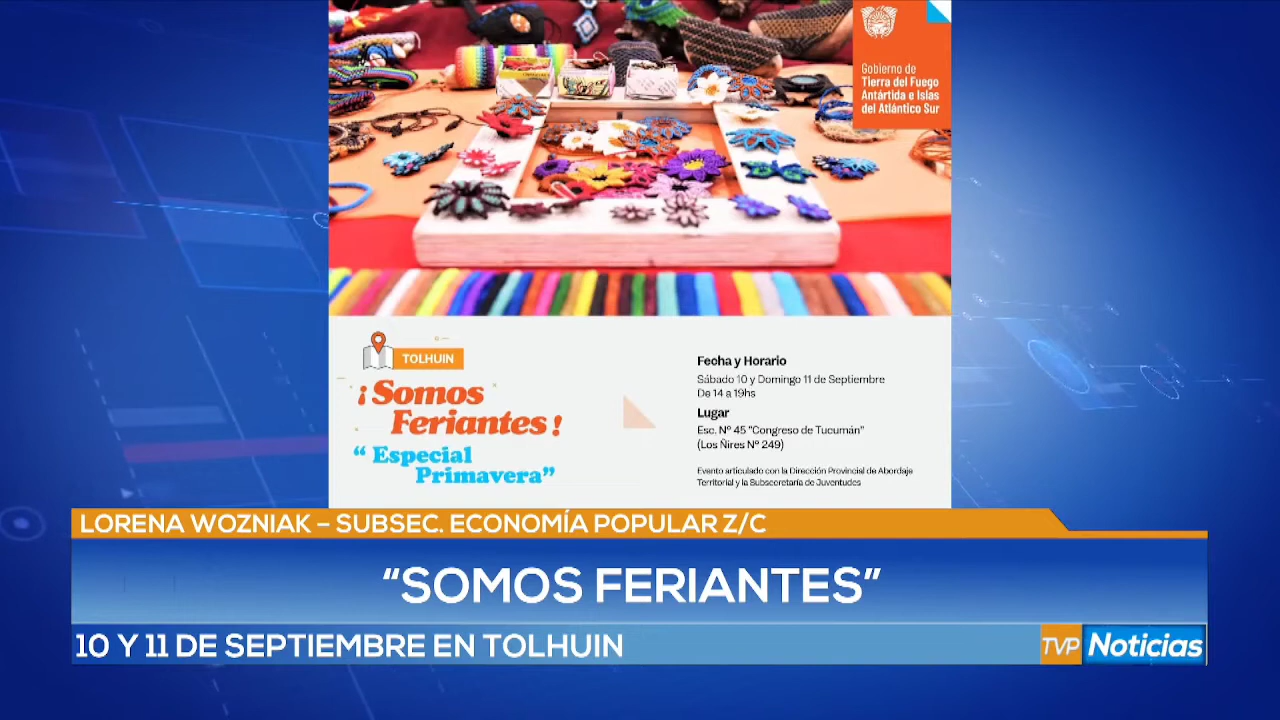 Gobierno de
Tierra del Fuego
Antártida e Islas
del Atlántico Sur
TOLHUIN
¡Somos
Feriantes!
“Especial
Primavera”
Fecha y Horario
Sábado 10 y Domingo 11 de Septiembre
De 14 a 19hs
Lugar
Esc. Nº 45 "Congreso de Tucumán"
(Los Ñires Nº 249)
Evento articulado con la Dirección Provincial de Abordaje
Territorial y la Subsecretaría de Juventudes
LORENA WOZNIAK – SUBSEC. ECONOMÍA POPULAR Z/C
“SOMOS FERIANTES”
10 Y 11 DE SEPTIEMBRE EN TOLHUIN
TVP Noticias